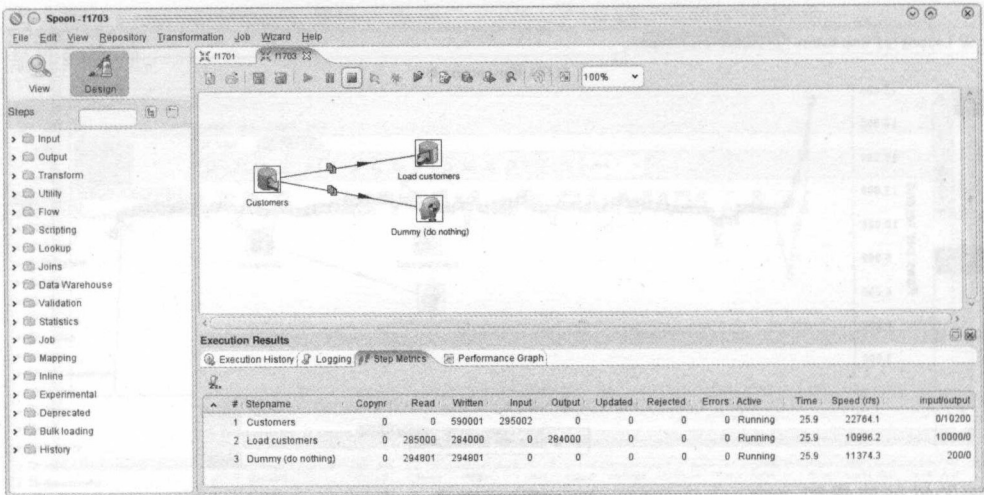 Spoon - f1703
File Edit View Repository Transformation Job Wizard Help
View
Design
f1701
f1703
100%
Steps
Input
Output
Transform
Utility
Flow
Scripting
Lookup
Joins
Data Warehouse
Validation
Statistics
Job
Mapping
Inline
Experimental
Deprecated
Bulk loading
History
Customers
Load customers
Dummy (do nothing)
Execution Results
Execution History Logging Step Metrics Performance Graph
# Stepname Copynr Read Written Input Output Updated Rejected Errors Active Time Speed (r/s) input/output
1 Customers 0 0 590001 295002 0 0 0 0 Running 25.9 22764.1 0/10200
2 Load customers 0 285000 284000 0 284000 0 0 0 Running 25.9 10996.2 10000/0
3 Dummy (do nothing) 0 294801 294801 0 0 0 0 0 Running 25.9 11374.3 200/0